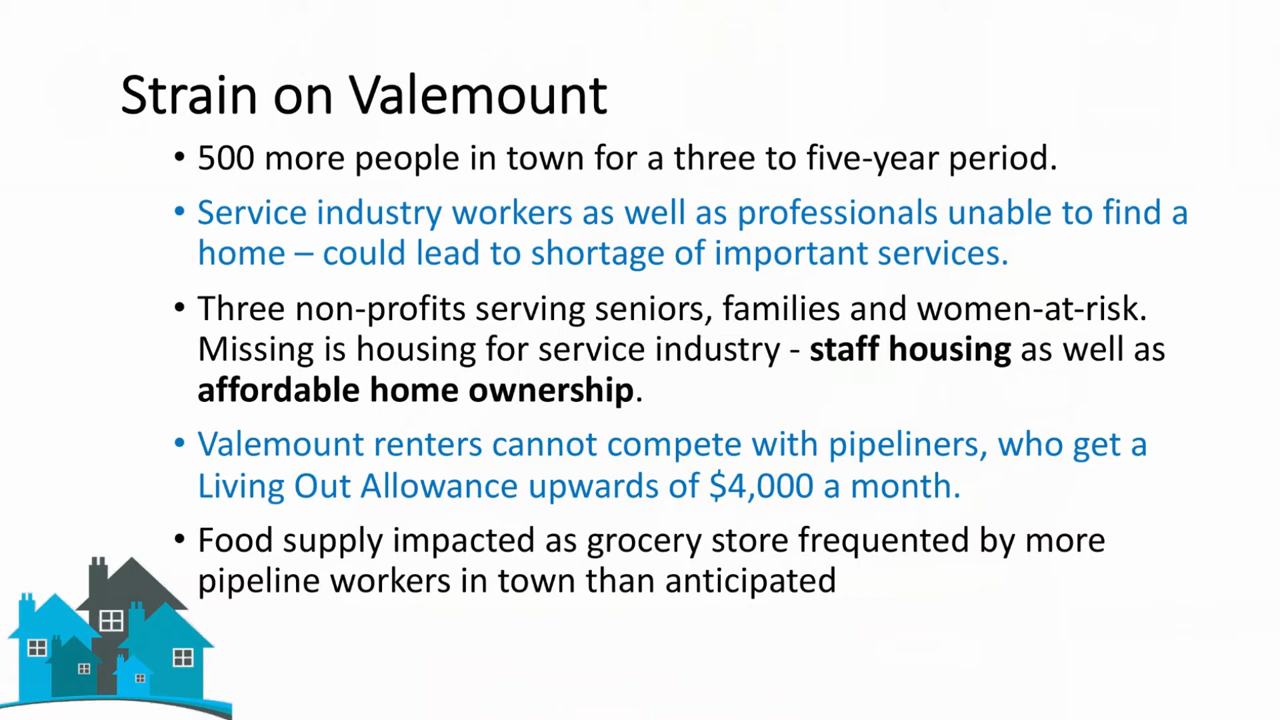 Strain on Valemount
• 500 more people in town for a three to five-year period.
• Service industry workers as well as professionals unable to find a
home – could lead to shortage of important services.
• Three non-profits serving seniors, families and women-at-risk.
Missing is housing for service industry - staff housing as well as
affordable home ownership.
• Valemount renters cannot compete with pipeliners, who get a
Living Out Allowance upwards of $4,000 a month.
• Food supply impacted as grocery store frequented by more
pipeline workers in town than anticipated